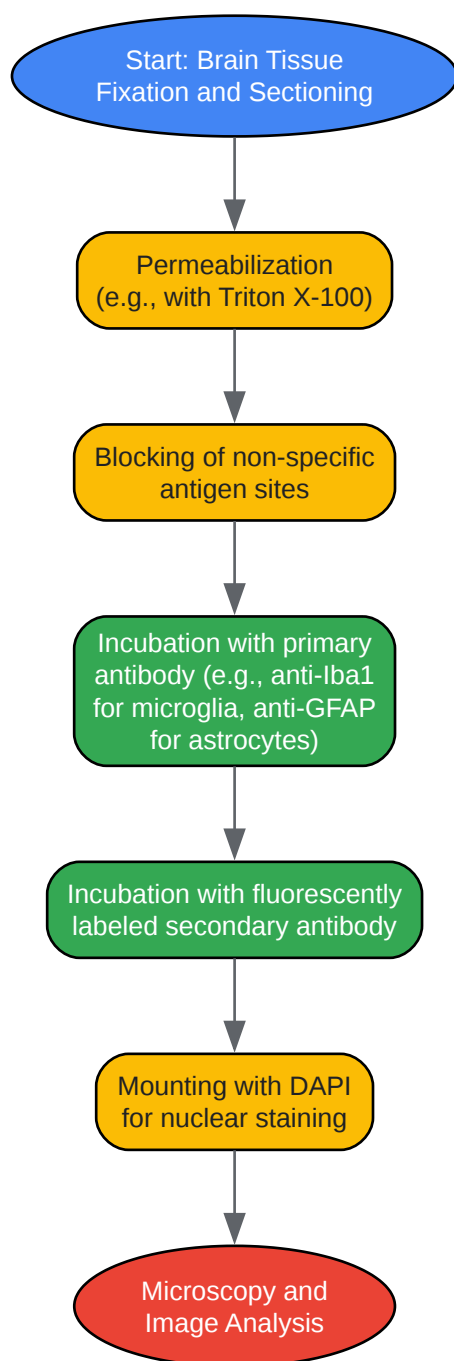 Start: Brain Tissue
Fixation and Sectioning
Permeabilization
(e.g., with Triton X-100)
Blocking of non-specific
antigen sites
Incubation with primary
antibody (e.g., anti-Iba1
for microglia, anti-GFAP
for astrocytes)
Incubation with fluorescently
labeled secondary antibody
Mounting with DAPI
for nuclear staining
Microscopy and
Image Analysis